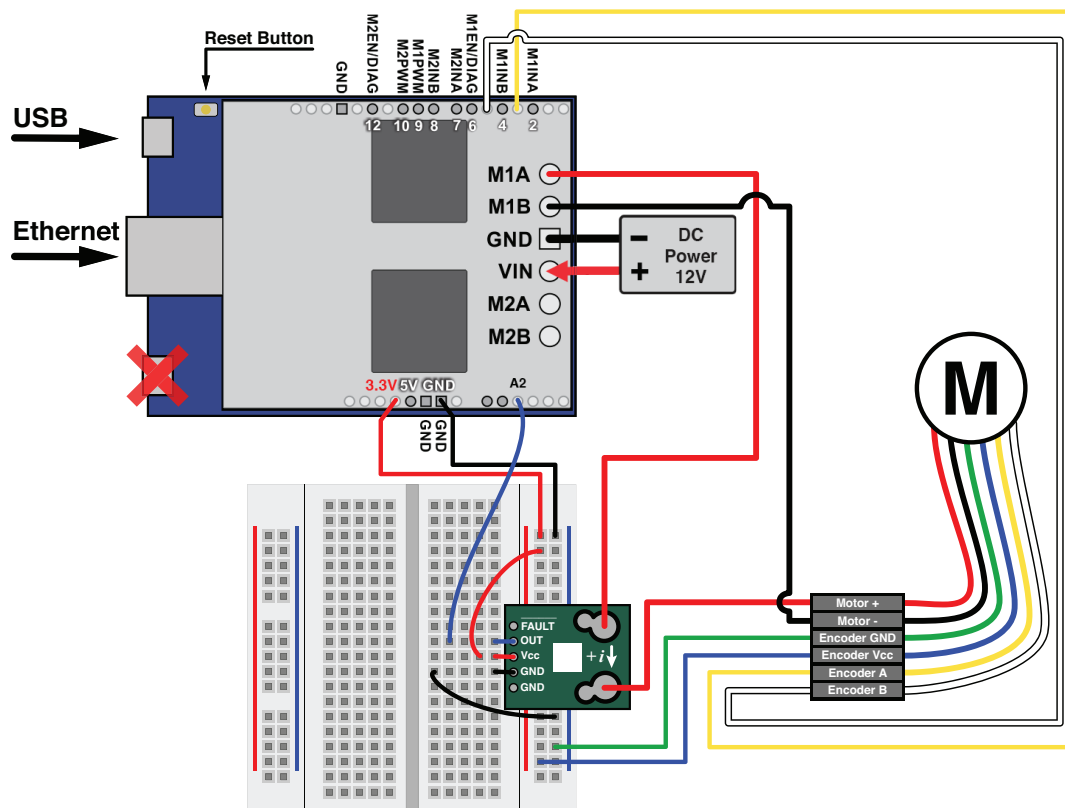 Reset Button
GND
M2EN/DIAG
M2PWM
M1PWM
M2INB
M2INA
M1EN/DIAG
M1INB
M1INA
12
10
9
8
7
6
4
2
USB
Ethernet
M1A
M1B
GND
VIN
M2A
M2B
− DC
Power
+ 12V
3.3V 5V GND
A2
GND
GND
M
FAULT
OUT
Vcc
GND
GND
+i
Motor +
Motor -
Encoder GND
Encoder Vcc
Encoder A
Encoder B